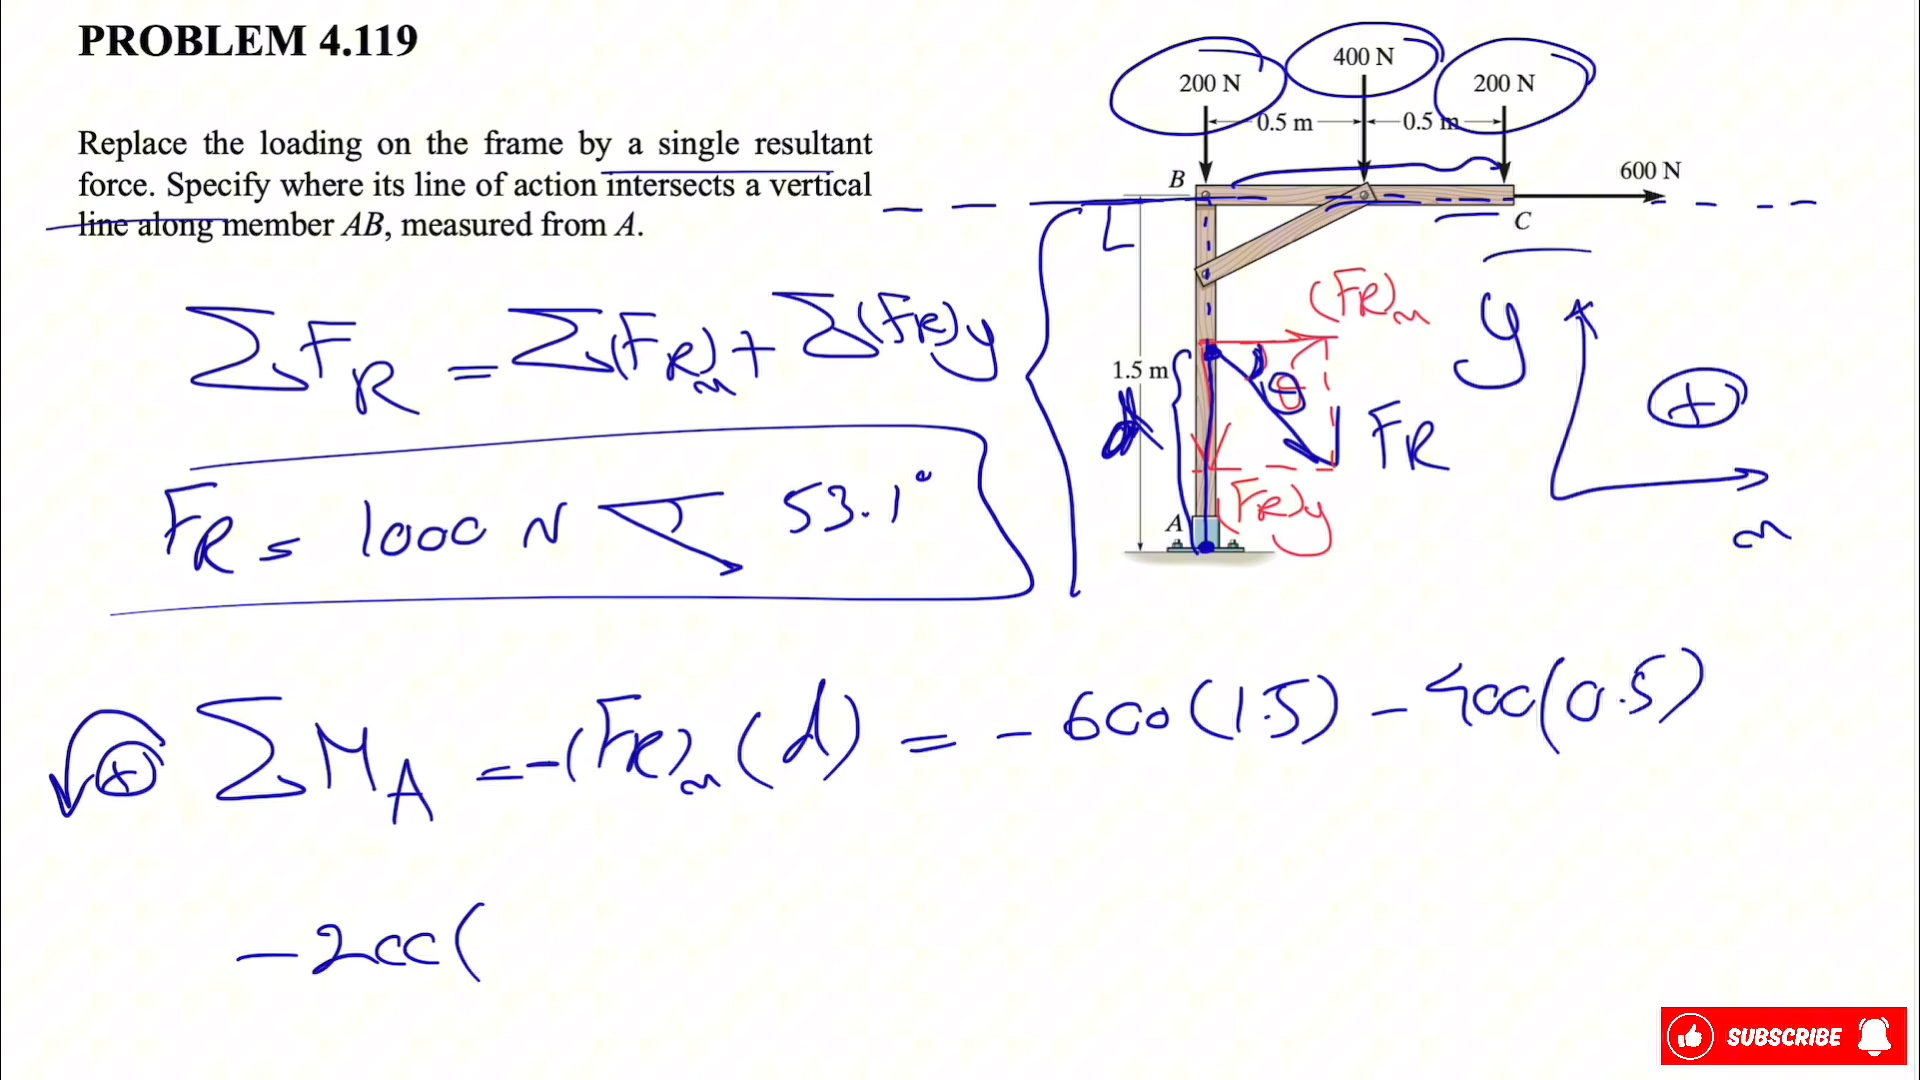 PROBLEM 4.119
Replace the loading on the frame by a single resultant
force. Specify where its line of action intersects a vertical
line along member AB, measured from A.
200 N
400 N
200 N
0.5 m
0.5 m
600 N
B
C
1.5 m
A
d
(FR)x
θ
FR
(FR)y
y
+
x
ΣFR = Σ(FR)x + Σ(FR)y
FR = 1000 N 53.1°
+ ΣMA = -(FR)x (d) = - 600 (1.5) - 400(0.5)
- 200 (
SUBSCRIBE